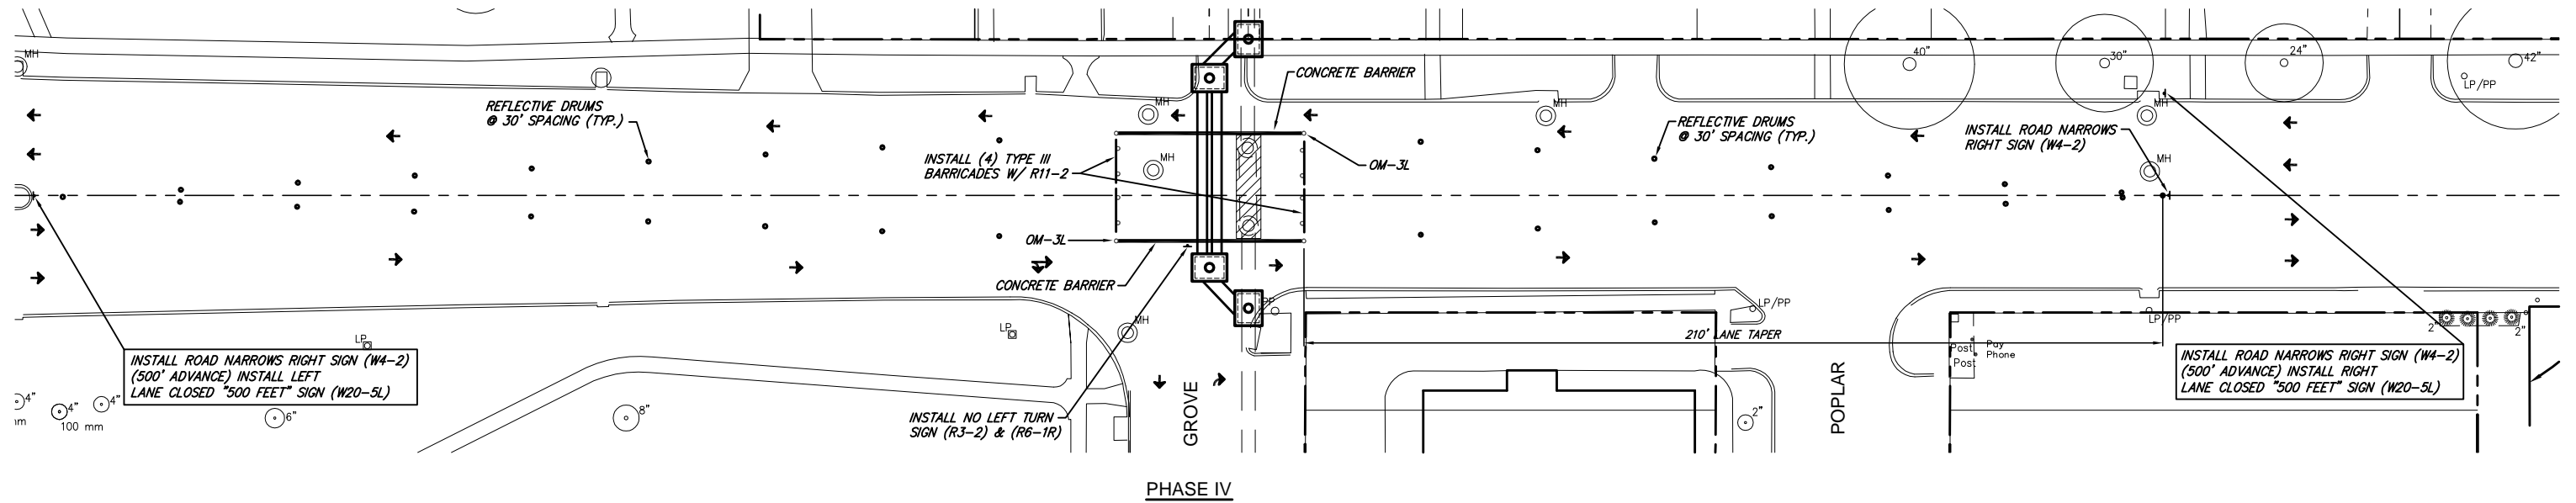 MH
40"
30"
24"
42"
LP/PP
CONCRETE BARRIER
REFLECTIVE DRUMS
@ 30' SPACING (TYP.)
MH
MH
MH
REFLECTIVE DRUMS
@ 30' SPACING (TYP.)
INSTALL ROAD NARROWS
RIGHT SIGN (W4-2)
INSTALL (4) TYPE III
BARRICADES W/ R11-2
MH
OM-3L
MH
OM-3L
CONCRETE BARRIER
LP
LP
MH
PP
LP/PP
LP/PP
210' LANE TAPER
2"
2"
INSTALL ROAD NARROWS RIGHT SIGN (W4-2)
(500' ADVANCE) INSTALL LEFT
LANE CLOSED "500 FEET" SIGN (W20-5L)
Post
Post
Pay
Phone
INSTALL ROAD NARROWS RIGHT SIGN (W4-2)
(500' ADVANCE) INSTALL RIGHT
LANE CLOSED "500 FEET" SIGN (W20-5L)
4"
4"
4"
100 mm
6"
8"
2"
INSTALL NO LEFT TURN
SIGN (R3-2) & (R6-1R)
GROVE
POPLAR
PHASE IV